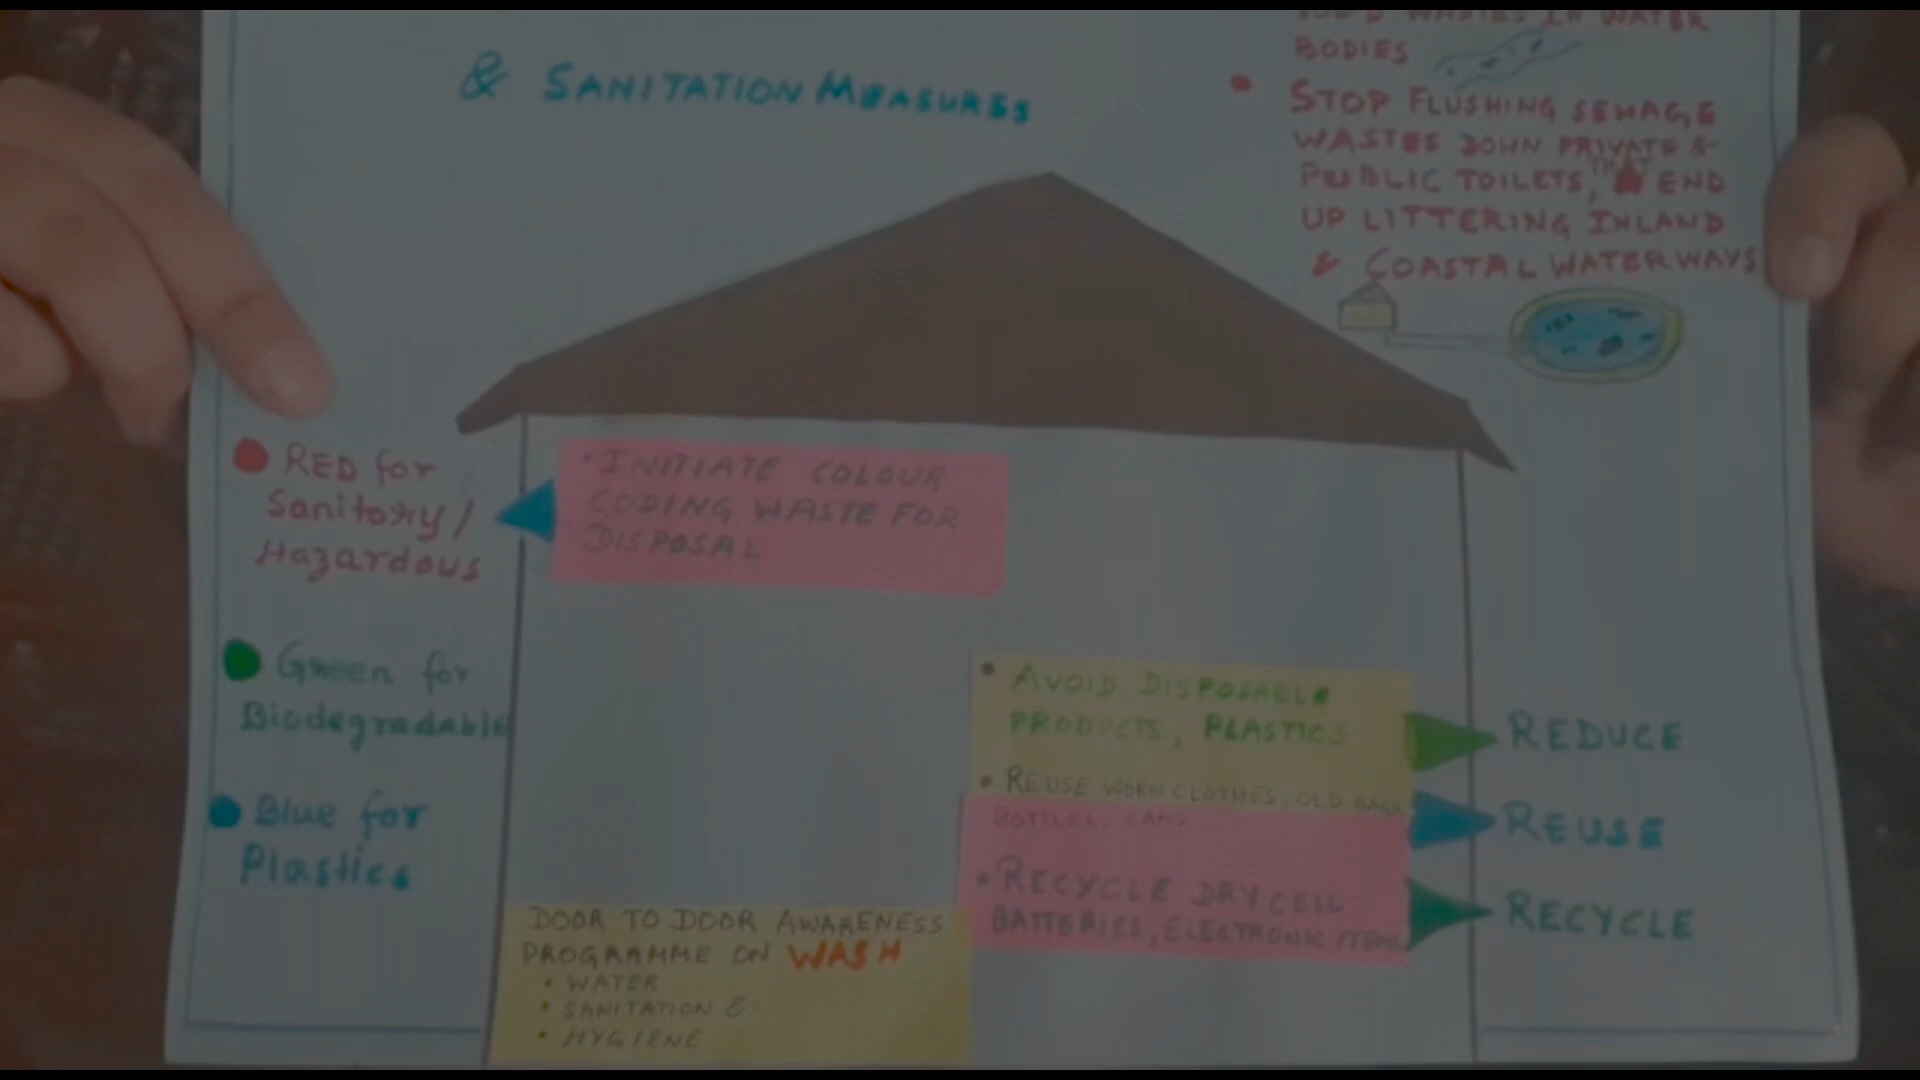 & SANITATION MEASURES
WATER
BODIES
• STOP FLUSHING SEWAGE
WASTES DOWN PRIVATE &
PUBLIC TOILETS, THAT END
UP LITTERING INLAND
& COASTAL WATERWAYS
RED for
Sanitory/
Hazardous
Green for
Biodegradable
Blue for
Plastics
• INITIATE COLOUR
CODING WASTE FOR
DISPOSAL
• AVOID DISPOSABLE
PRODUCTS, PLASTICS
• REUSE WORN CLOTHES, OLD BAGS
BOTTLES, CANS
• RECYCLE DRY CELL
BATTERIES, ELECTRONIC ITEMS
REDUCE
REUSE
RECYCLE
DOOR TO DOOR AWARENESS
PROGRAMME ON WASH
• WATER
• SANITATION &
• HYGIENE